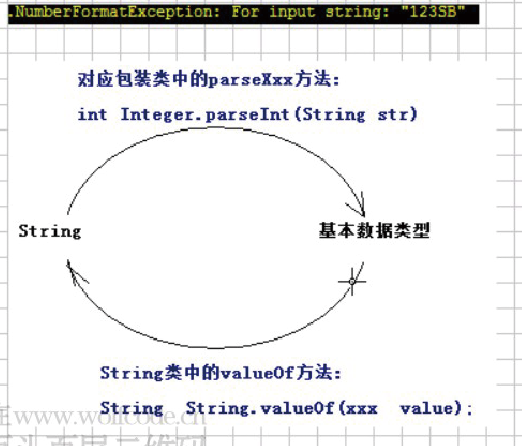 .NumberFormatException: For input string: "123SB"
对应包装类中的parseXxx方法:
int Integer.parseInt(String str)
String
基本数据类型
String类中的valueOf方法:
String String.valueOf(xxx value);
www.wolfcode.cn